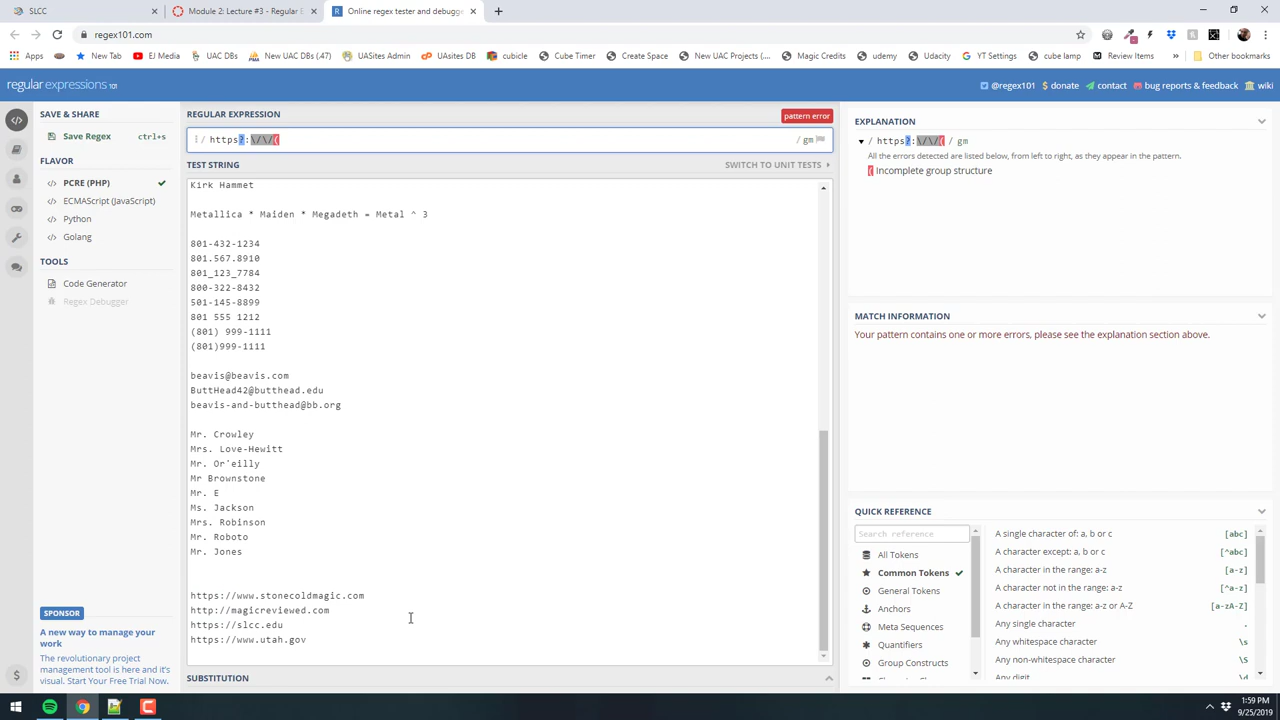 SLCC
Module 2: Lecture #3 - Regular E
Online regex tester and debugge
regex101.com
Apps
EJ Media
UAC DBs
New UAC DBs (.47)
UASites Admin
UAsites DB
cubicle
Cube Timer
Create Space
New UAC Projects (...
Magic Credits
udemy
Udacity
YT Settings
cube lamp
Review Items
»
Other bookmarks
regular expressions 101
@regex101
donate
contact
bug reports & feedback
wiki
SAVE & SHARE
Save Regex
ctrl+s
FLAVOR
PCRE (PHP)
ECMAScript (JavaScript)
Python
Golang
TOOLS
Code Generator
Regex Debugger
SPONSOR
A new way to manage your
work
The revolutionary project
management tool is here and it's
visual. Start Your Free Trial Now.
REGULAR EXPRESSION
pattern error
/ https?:\/\/(
/ gm
TEST STRING
SWITCH TO UNIT TESTS
Kirk Hammet
Metallica * Maiden * Megadeth = Metal ^ 3
801-432-1234
801.567.8910
801_123_7784
800-322-8432
501-145-8899
801 555 1212
(801) 999-1111
(801)999-1111
beavis@beavis.com
ButtHead42@butthead.edu
beavis-and-butthead@bb.org
Mr. Crowley
Mrs. Love-Hewitt
Mr. Or'eilly
Mr Brownstone
Mr. E
Ms. Jackson
Mrs. Robinson
Mr. Roboto
Mr. Jones
https://www.stonecoldmagic.com
http://magicreviewed.com
https://slcc.edu
https://www.utah.gov
SUBSTITUTION
EXPLANATION
/ https?:\/\/( / gm
All the errors detected are listed below, from left to right, as they appear in the pattern.
( Incomplete group structure
MATCH INFORMATION
Your pattern contains one or more errors, please see the explanation section above.
QUICK REFERENCE
Search reference
All Tokens
Common Tokens
General Tokens
Anchors
Meta Sequences
Quantifiers
Group Constructs
A single character of: a, b or c
[abc]
A character except: a, b or c
[^abc]
A character in the range: a-z
[a-z]
A character not in the range: a-z
[^a-z]
A character in the range: a-z or A-Z
[a-zA-Z]
Any single character
.
Any whitespace character
\s
Any non-whitespace character
\S
Any digit
\d
1:59 PM
9/25/2019